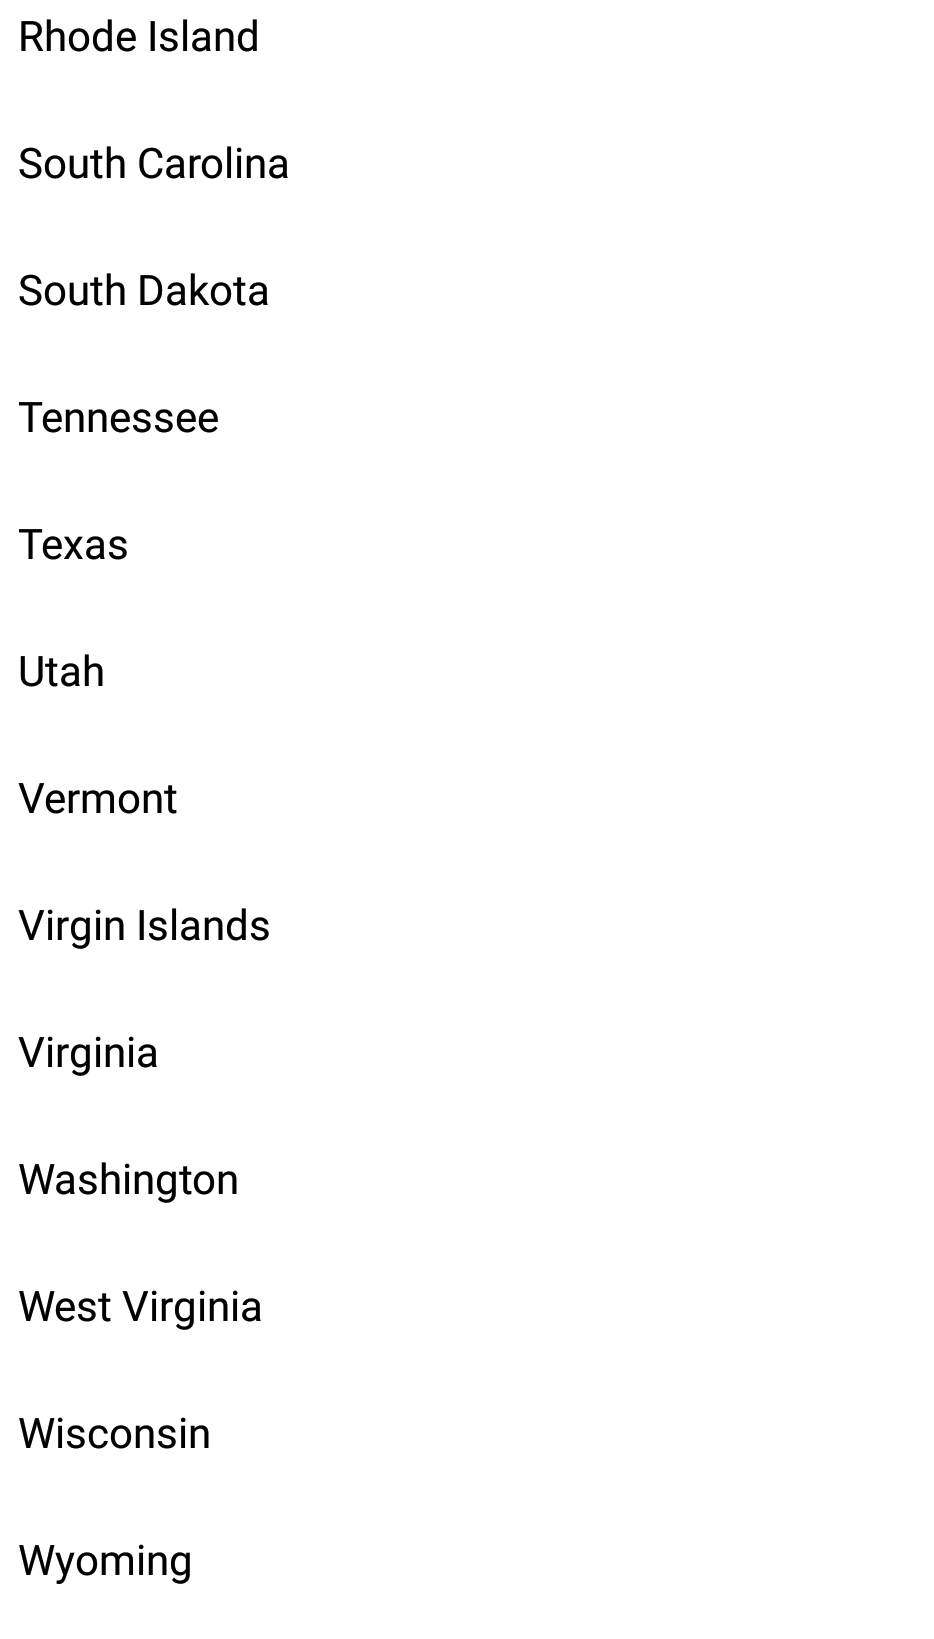 Rhode Island
South Carolina
South Dakota
Tennessee
Texas
Utah
Vermont
Virgin Islands
Virginia
Washington
West Virginia
Wisconsin
Wyoming